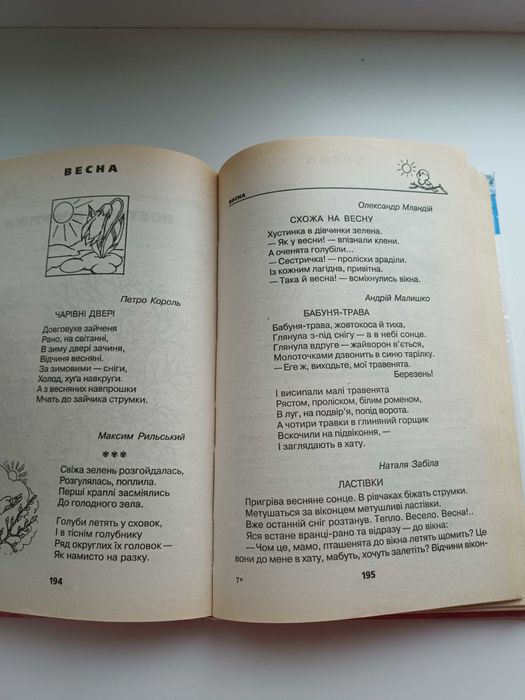 ВЕСНА
Петро Король
ЧАРІВНІ ДВЕРІ
Довговухе зайченя
Рано, на світанні,
В зиму двері зачиня,
Відчиня весняні.
За зимовими — сніги,
Холод, хуга навкруги.
А з весняних навпрошки
Мчать до зайчика струмки.
Максим Рильський
***
Свіжа зелень розгойдалась,
Розгулялась, поплила.
Перші краплі засміялись
До голодного зела.
Голуби летять у сховок,
І в тіснім голубнику
Ряд округлих їх головок —
Як намисто на разку.
194
ВЕСНА
Олександр Мландій
СХОЖА НА ВЕСНУ
Хустинка в дівчинки зелена.
— Як у весни! — впізнали клени.
А оченята голубіли...
— Сестричка! — проліски зраділи.
Із кожним лагідна, привітна.
— Така й весна! — всміхнулись вікна.
Андрій Малишко
БАБУНЯ-ТРАВА
Бабуня-трава, жовтокоса й тиха,
Глянула з-під снігу — а в небі сонце.
Глянула вдруге — жайворон в'ється,
Молоточками дзвонить в синю тарілку.
— Еге ж, виходьте, мої травенята.
Березень!
І висипали малі травенята
Рястом, проліском, білим роменом,
В луг, на подвір'я, попід ворота.
А чотири травки в глиняний горщик
Вскочили на підвіконня, —
І заглядають в хату.
Наталя Забіла
ЛАСТІВКИ
Пригріва весняне сонце. В рівчаках біжать струмки.
Метушаться за віконцем метушливі ластівки.
Вже останній сніг розтанув. Тепло. Весело. Весна!..
Яся встане вранці-рано та відразу — до вікна:
— Чом це, мамо, пташенята до вікна летять щомить? Це
вони до мене в хату, мабуть, хочуть залетіть? Відчини вікон-
7*
195